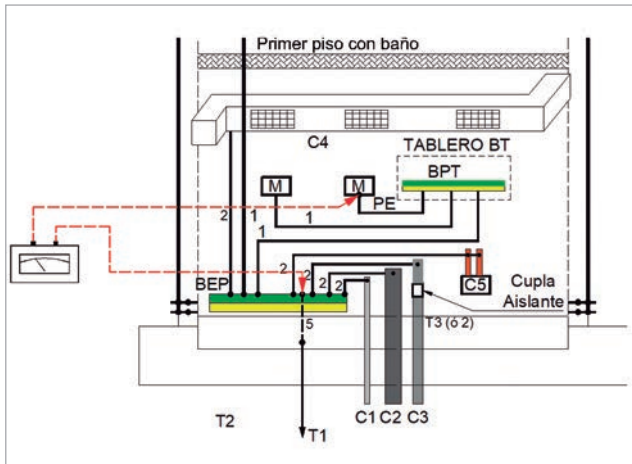 Primer piso con baño
C4
TABLERO BT
BPT
M
M
PE
2
1
1
1
BEP
2
2
2
2
C5
Cupla
Aislante
5
T3 (ó 2)
T2
T1
C1
C2
C3